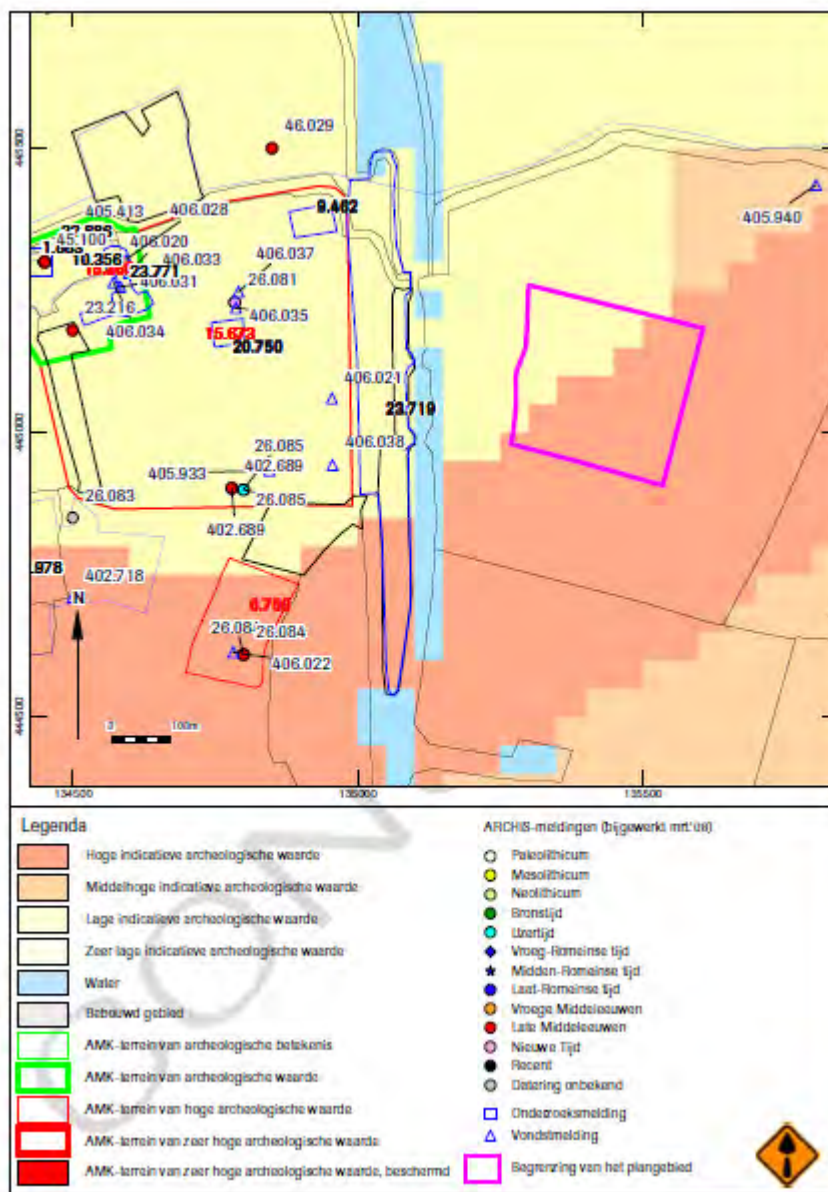 46.029
405.940
405.413
406.028
9.462
45.100
406.020
10.356
406.033
23.771
406.031
406.037
26.081
23.216
406.035
406.034
15.673
20.750
406.021
23.719
406.038
26.085
405.933
402.689
26.083
26.085
402.689
.978
402.718
N
6.750
26.084
406.022
0
100m
445500
445000
444500
134500
135000
135500
Legenda
Hoge indicatieve archeologische waarde
Middelhoge indicatieve archeologische waarde
Lage indicatieve archeologische waarde
Zeer lage indicatieve archeologische waarde
Water
Bebouwd gebied
AMK-terrein van archeologische betekenis
AMK-terrein van archeologische waarde
AMK-terrein van hoge archeologische waarde
AMK-terrein van zeer hoge archeologische waarde
AMK-terrein van zeer hoge archeologische waarde, beschermd
ARCHIS-meldingen (bijgewerkt mrt'08)
Paleolithicum
Mesolithicum
Neolithicum
Bronstijd
IJzertijd
Vroeg-Romeinse tijd
Midden-Romeinse tijd
Laat-Romeinse tijd
Vroege Middeleeuwen
Late Middeleeuwen
Nieuwe Tijd
Recent
Datering onbekend
Onderzoeksmelding
Vondstmelding
Begrenzing van het plangebied
CON